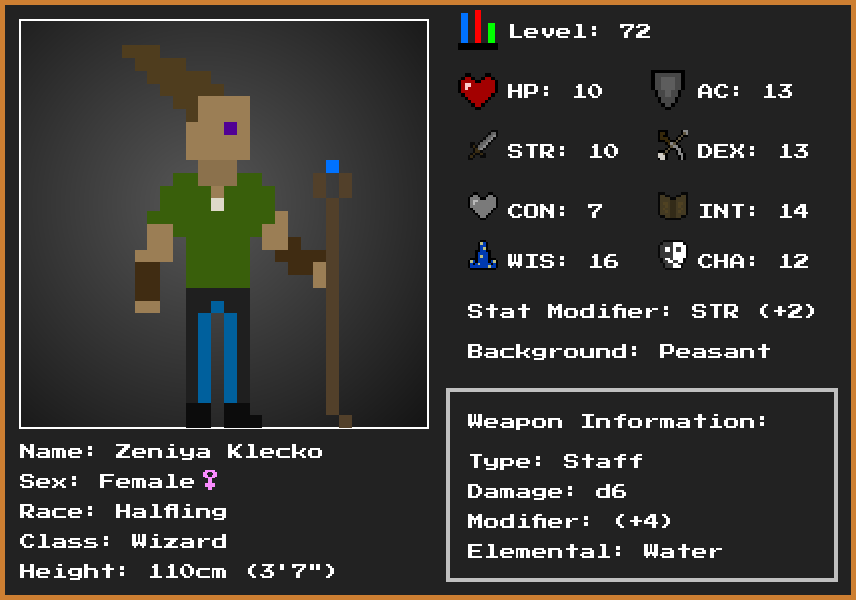 Level: 72
HP: 10
AC: 13
STR: 10
DEX: 13
CON: 7
INT: 14
WIS: 16
CHA: 12
Stat Modifier: STR (+2)
Background: Peasant
Weapon Information:
Type: Staff
Damage: d6
Modifier: (+4)
Elemental: Water
Name: Zeniya Klecko
Sex: Female♀
Race: Halfling
Class: Wizard
Height: 110cm (3'7")